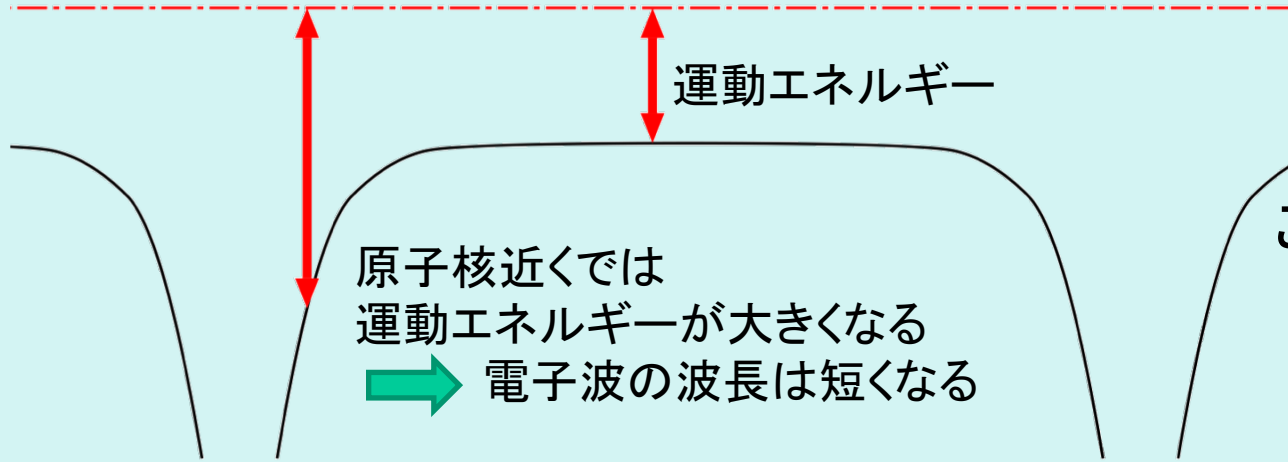 運動エネルギー
原子核近くでは
運動エネルギーが大きくなる
電子波の波長は短くなる